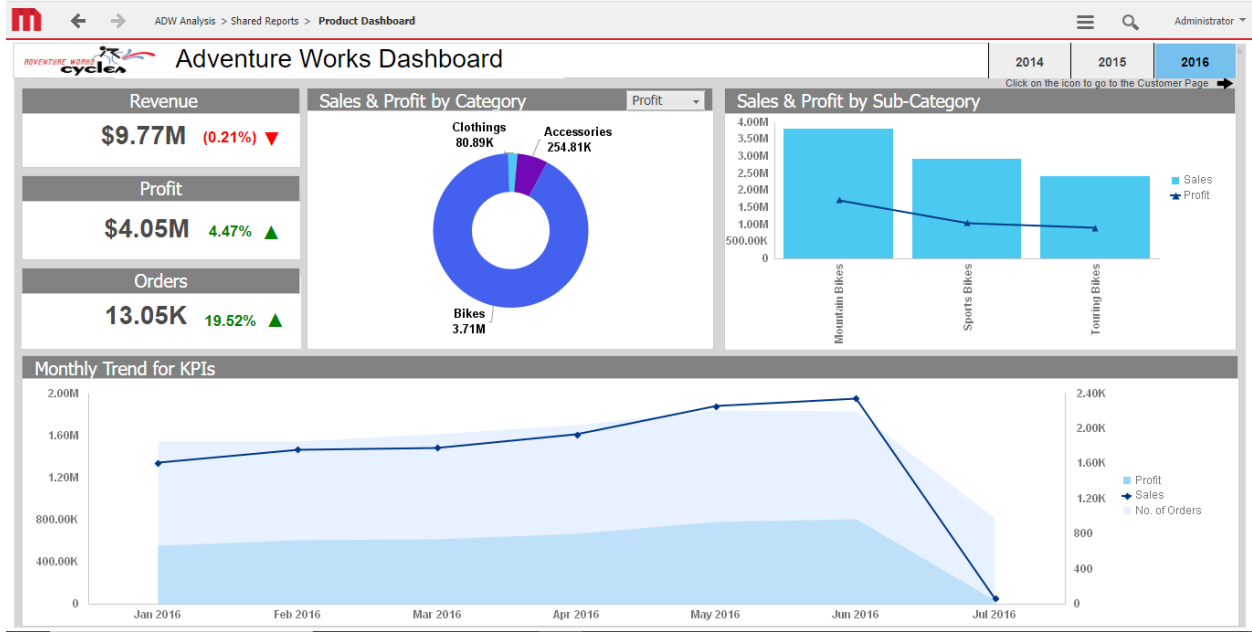 ADW Analysis > Shared Reports > Product Dashboard
Administrator
ADVENTURE WORKS
cycles
Adventure Works Dashboard
2014
2015
2016
Click on the icon to go to the Customer Page
Revenue
$9.77M (0.21%)
Profit
$4.05M 4.47%
Orders
13.05K 19.52%
Sales & Profit by Category
Profit
Clothings
80.89K
Accessories
254.81K
Bikes
3.71M
Sales & Profit by Sub-Category
4.00M
3.50M
3.00M
2.50M
2.00M
1.50M
1.00M
500.00K
0
Mountain Bikes
Sports Bikes
Touring Bikes
Sales
Profit
Monthly Trend for KPIs
2.00M
1.60M
1.20M
800.00K
400.00K
0
Jan 2016
Feb 2016
Mar 2016
Apr 2016
May 2016
Jun 2016
Jul 2016
2.40K
2.00K
1.60K
1.20K
800
400
0
Profit
Sales
No. of Orders